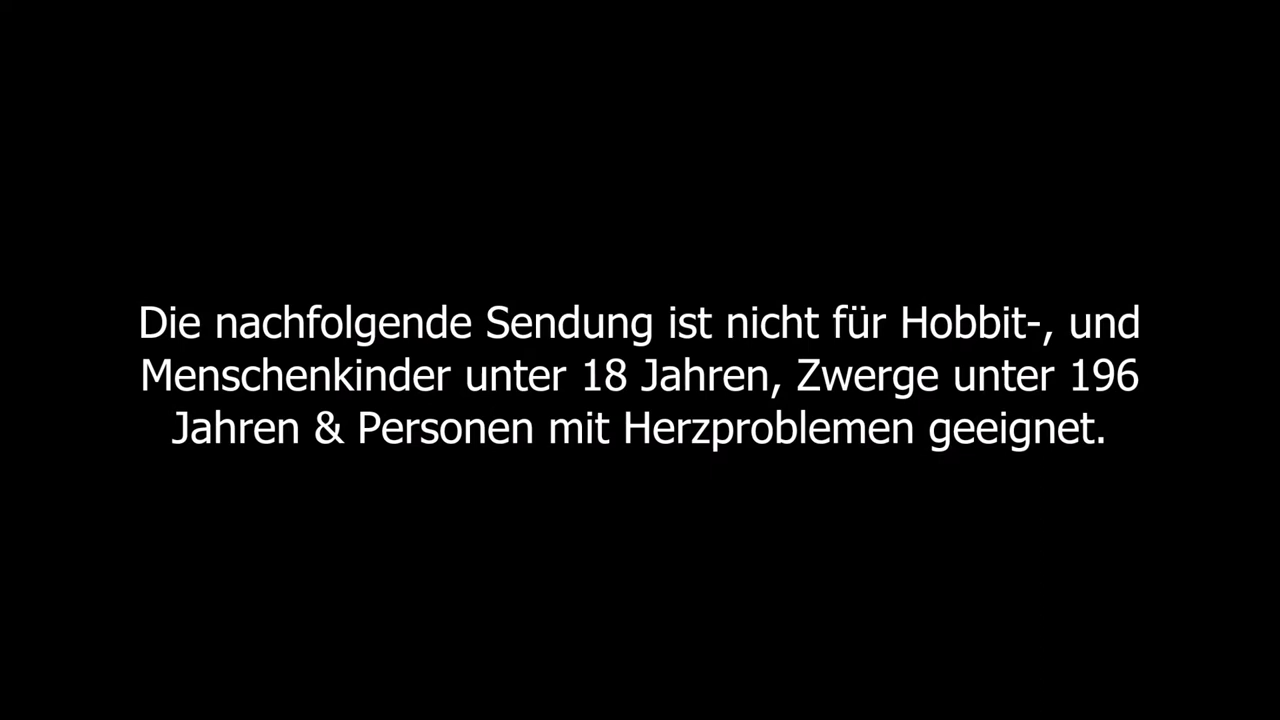 Die nachfolgende Sendung ist nicht für Hobbit-, und
Menschenkinder unter 18 Jahren, Zwerge unter 196
Jahren & Personen mit Herzproblemen geeignet.